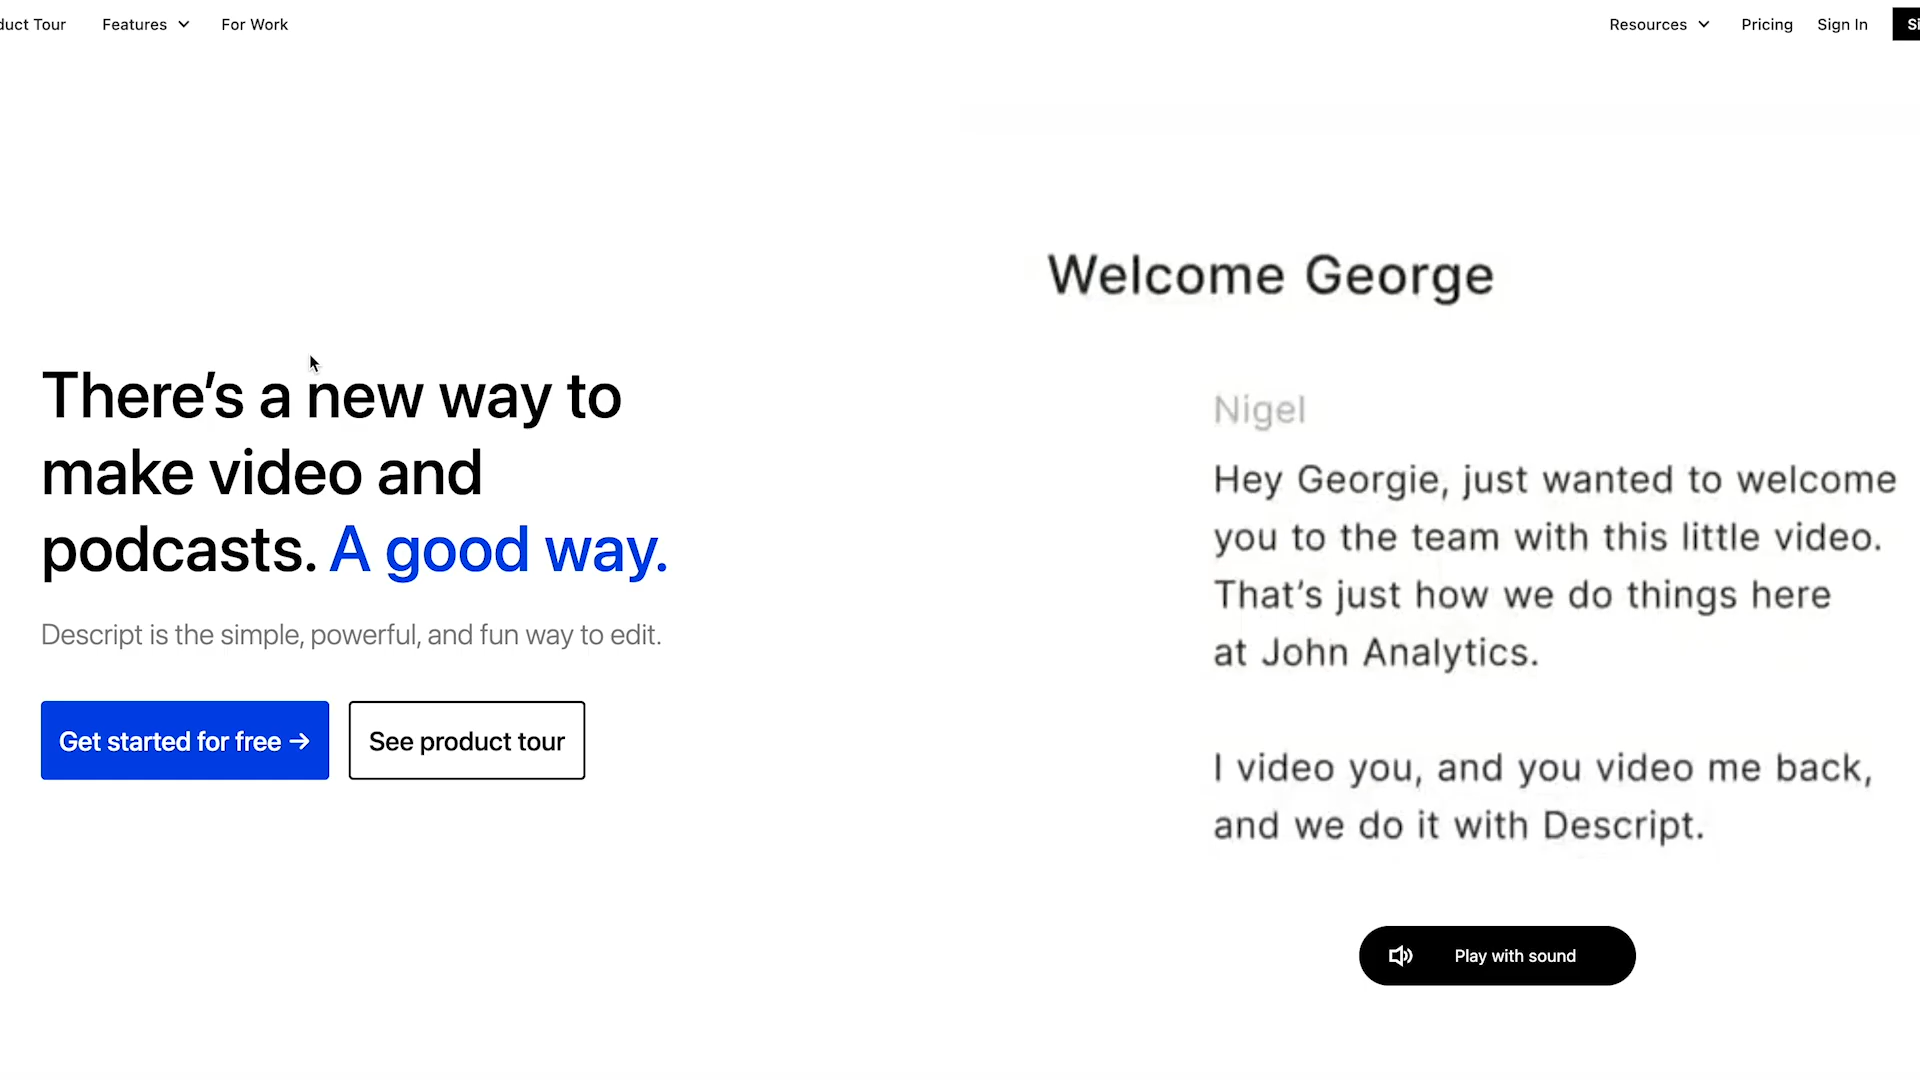 duct Tour Features For Work Resources Pricing Sign In
There's a new way to
make video and
podcasts. A good way.
Descript is the simple, powerful, and fun way to edit.
Get started for free → See product tour
Welcome George
Nigel
Hey Georgie, just wanted to welcome
you to the team with this little video.
That's just how we do things here
at John Analytics.
I video you, and you video me back,
and we do it with Descript.
Play with sound